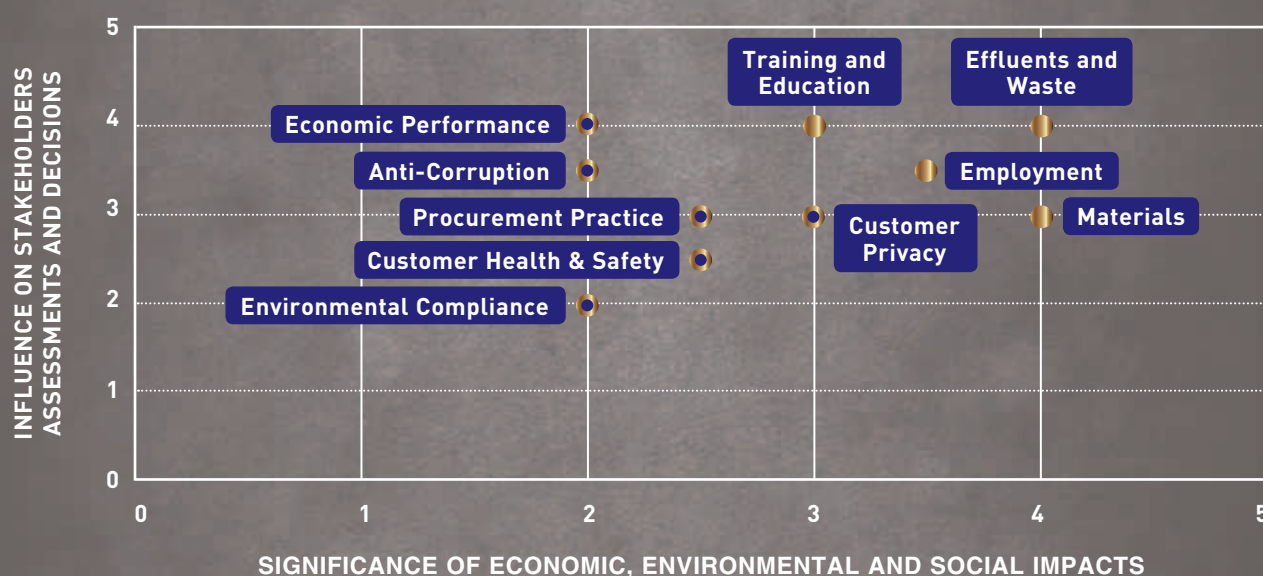 INFLUENCE ON STAKEHOLDERS
ASSESSMENTS AND DECISIONS
5
4
3
2
1
0
Training and
Education
Effluents and
Waste
Economic Performance
Anti-Corruption
Employment
Procurement Practice
Customer
Privacy
Materials
Customer Health & Safety
Environmental Compliance
0
1
2
3
4
5
SIGNIFICANCE OF ECONOMIC, ENVIRONMENTAL AND SOCIAL IMPACTS